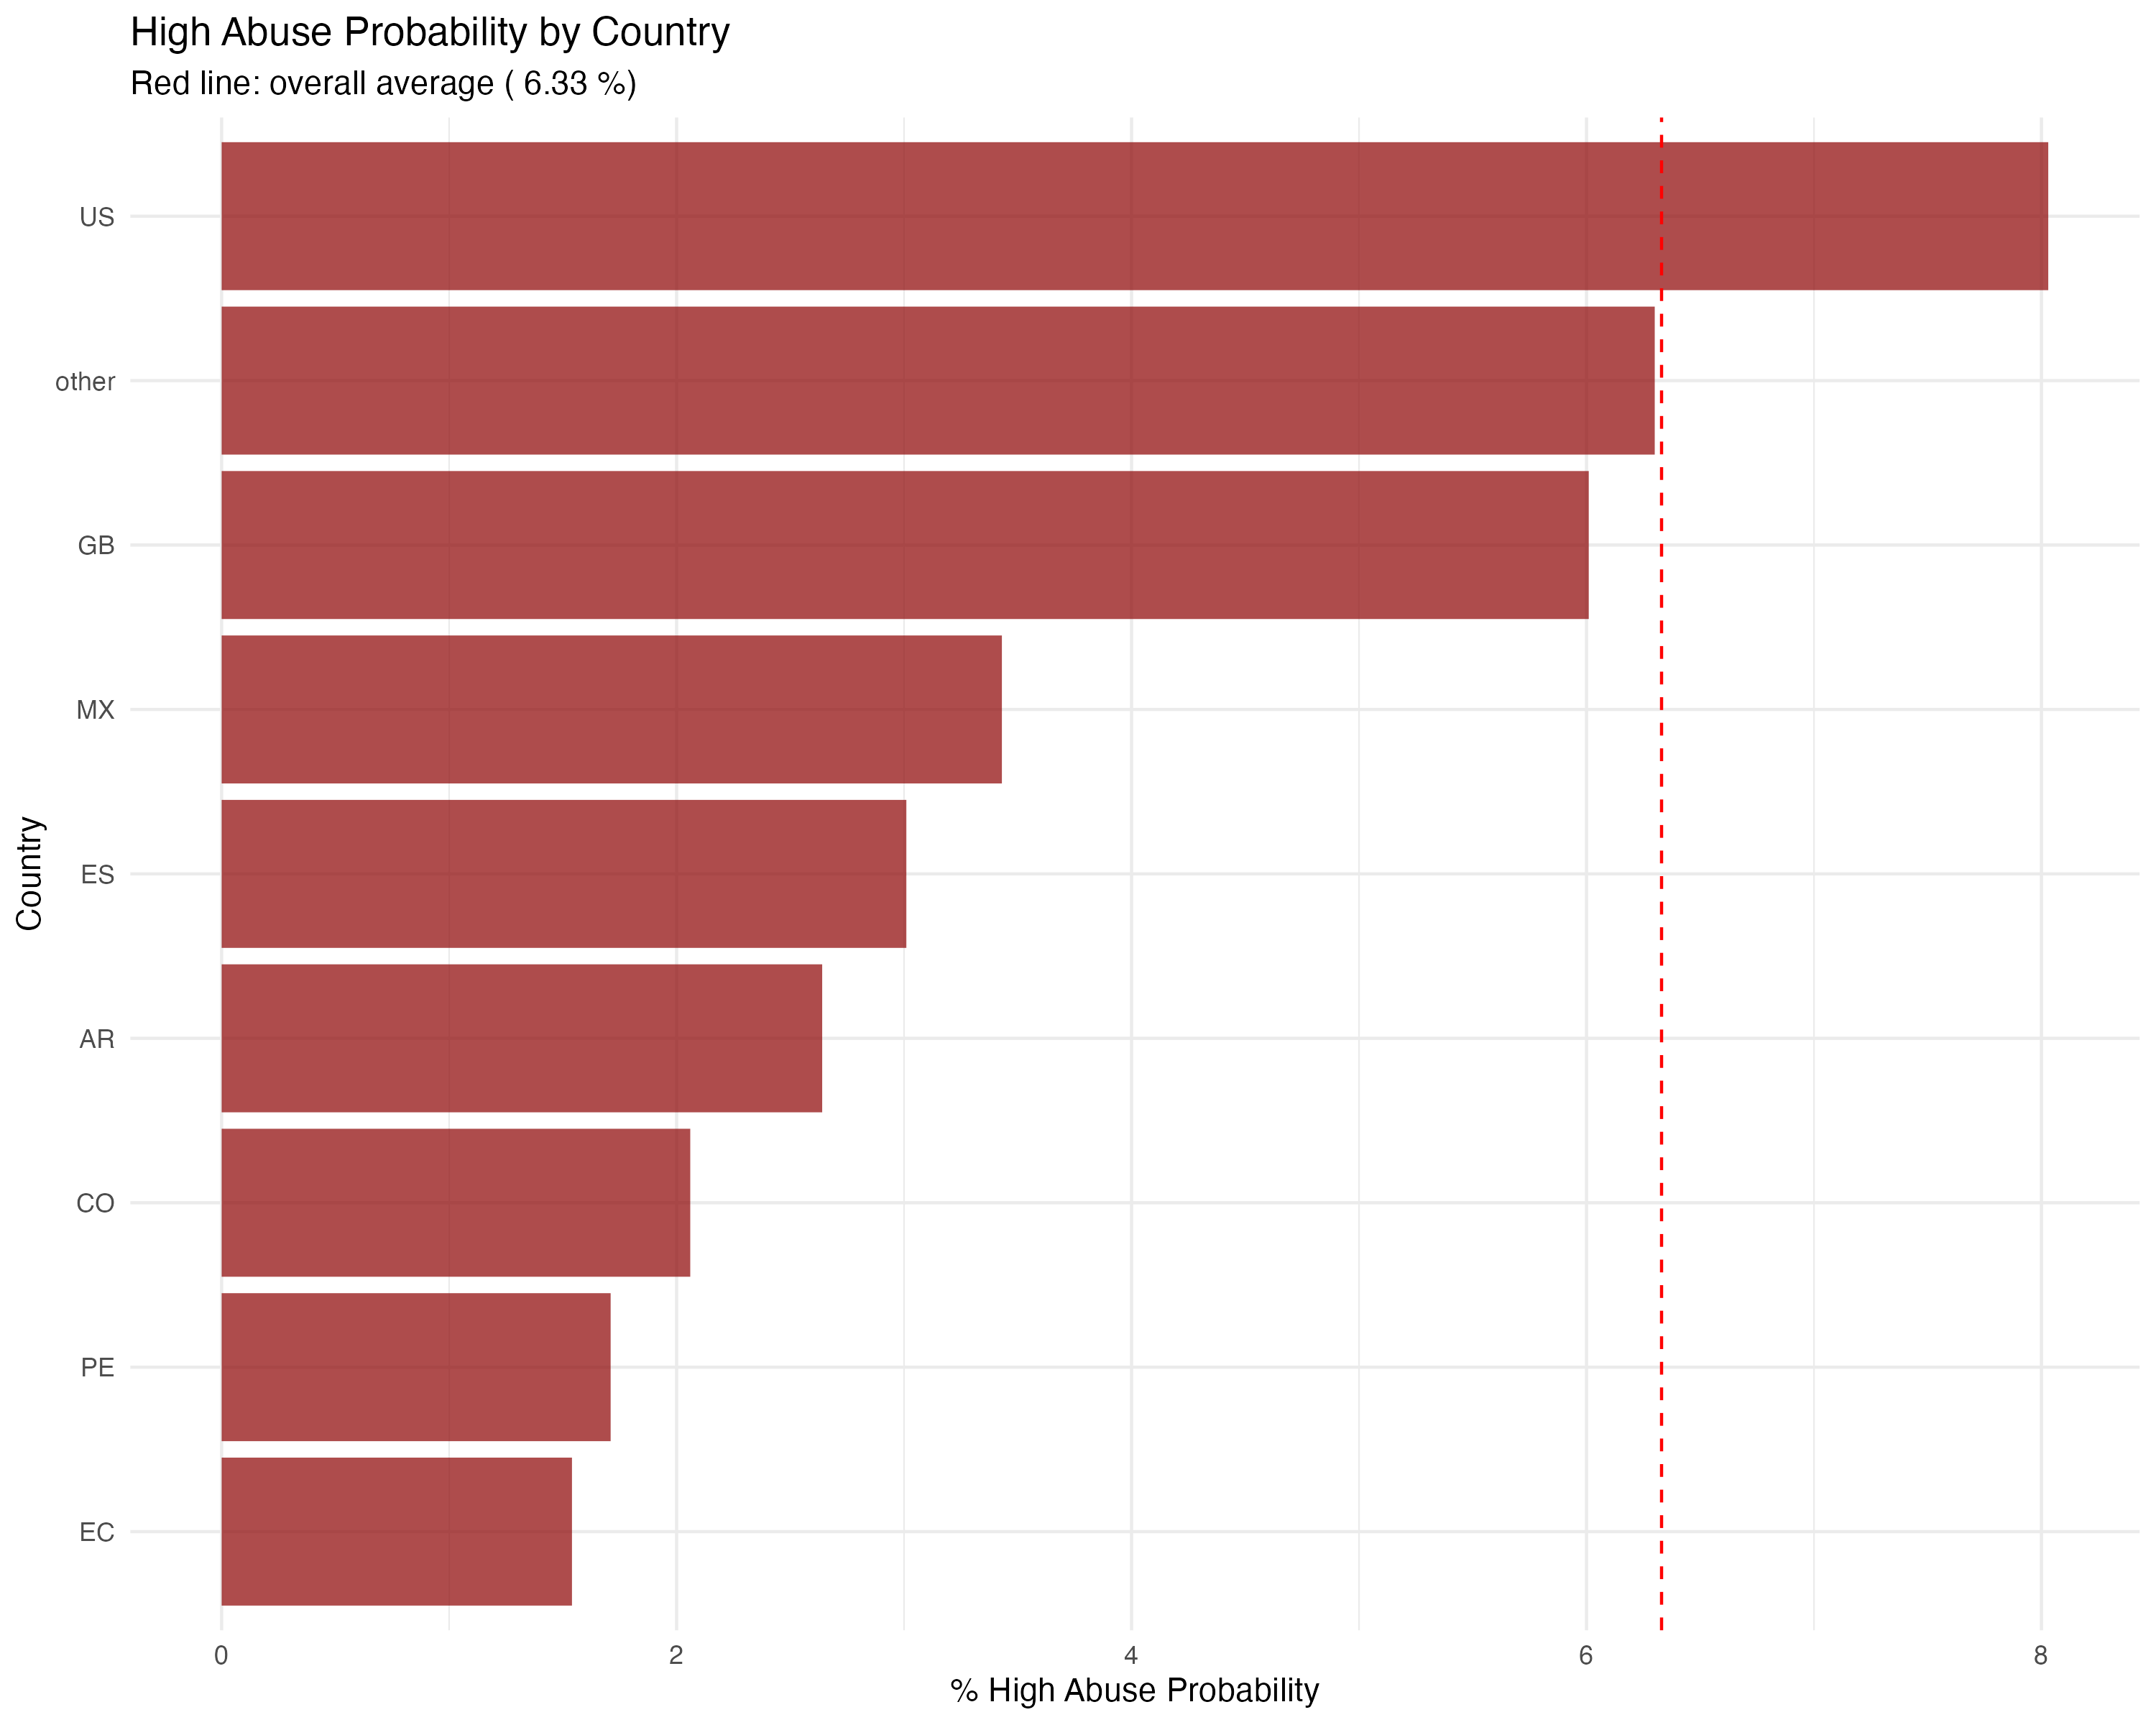 High Abuse Probability by Country
Red line: overall average ( 6.33 %)
Country
US
other
GB
MX
ES
AR
CO
PE
EC
0 2 4 6 8
% High Abuse Probability